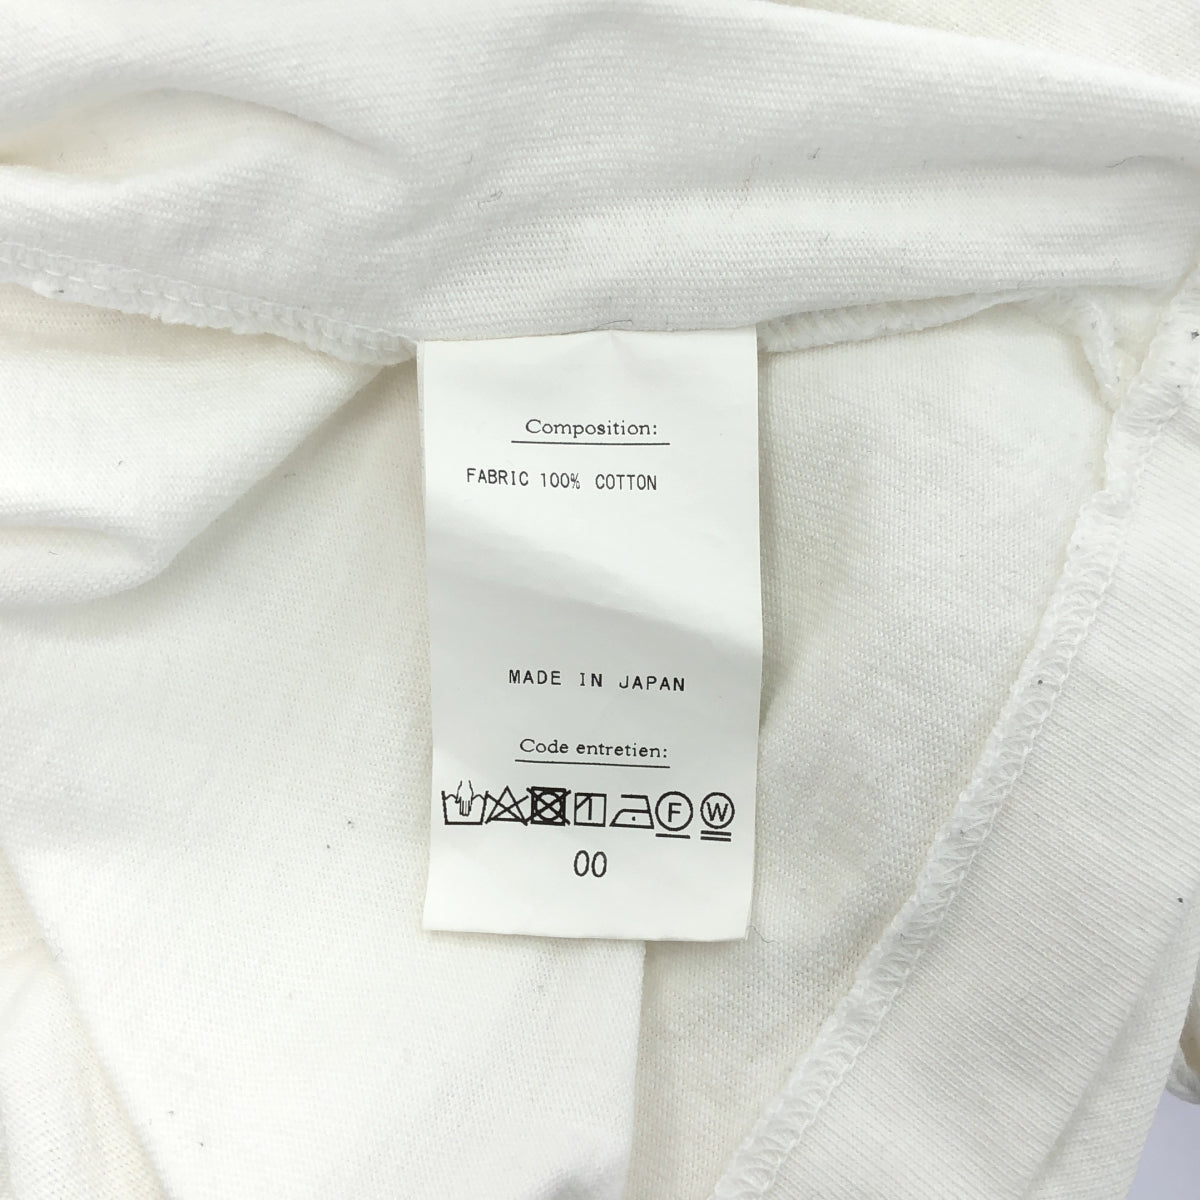 Composition:
FABRIC 100% COTTON
MADE IN JAPAN
Code entretien:
F W
00